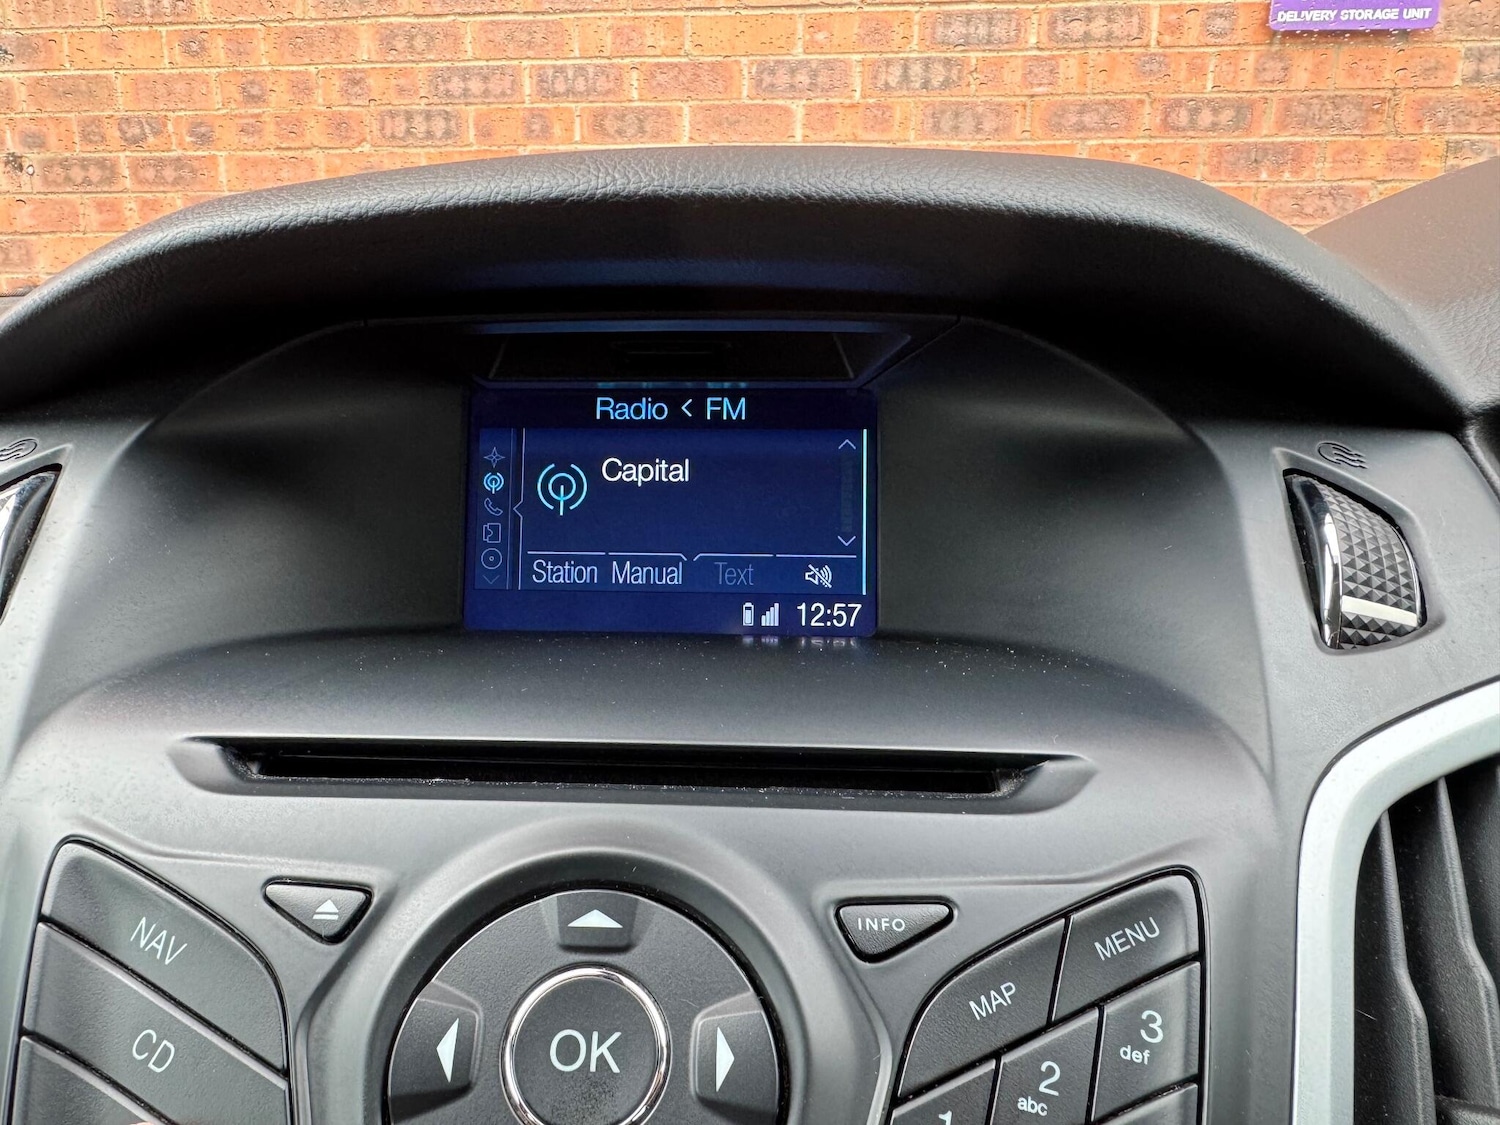 DELIVERY STORAGE UNIT
Radio < FM
Capital
Station Manual Text
12:57
INFO
NAV
MENU
MAP
CD
OK
3
def
2
abc
1